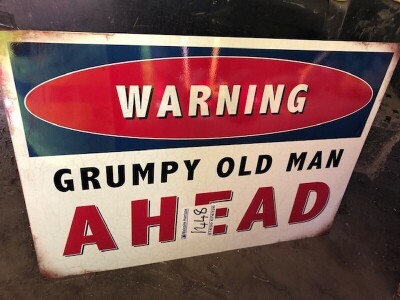 WARNING
GRUMPY OLD MAN
AHEAD
1448